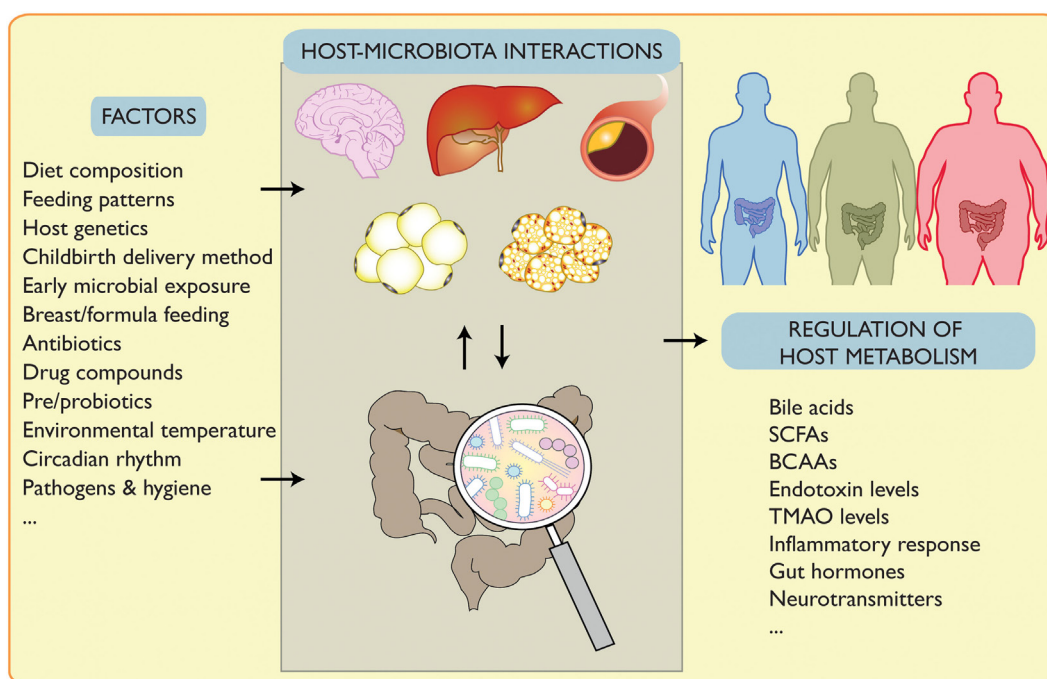 HOST-MICROBIOTA INTERACTIONS
FACTORS
Diet composition
Feeding patterns
Host genetics
Childbirth delivery method
Early microbial exposure
Breast/formula feeding
Antibiotics
Drug compounds
Pre/probiotics
Environmental temperature
Circadian rhythm
Pathogens & hygiene
...
REGULATION OF
HOST METABOLISM
Bile acids
SCFAs
BCAAs
Endotoxin levels
TMAO levels
Inflammatory response
Gut hormones
Neurotransmitters
...